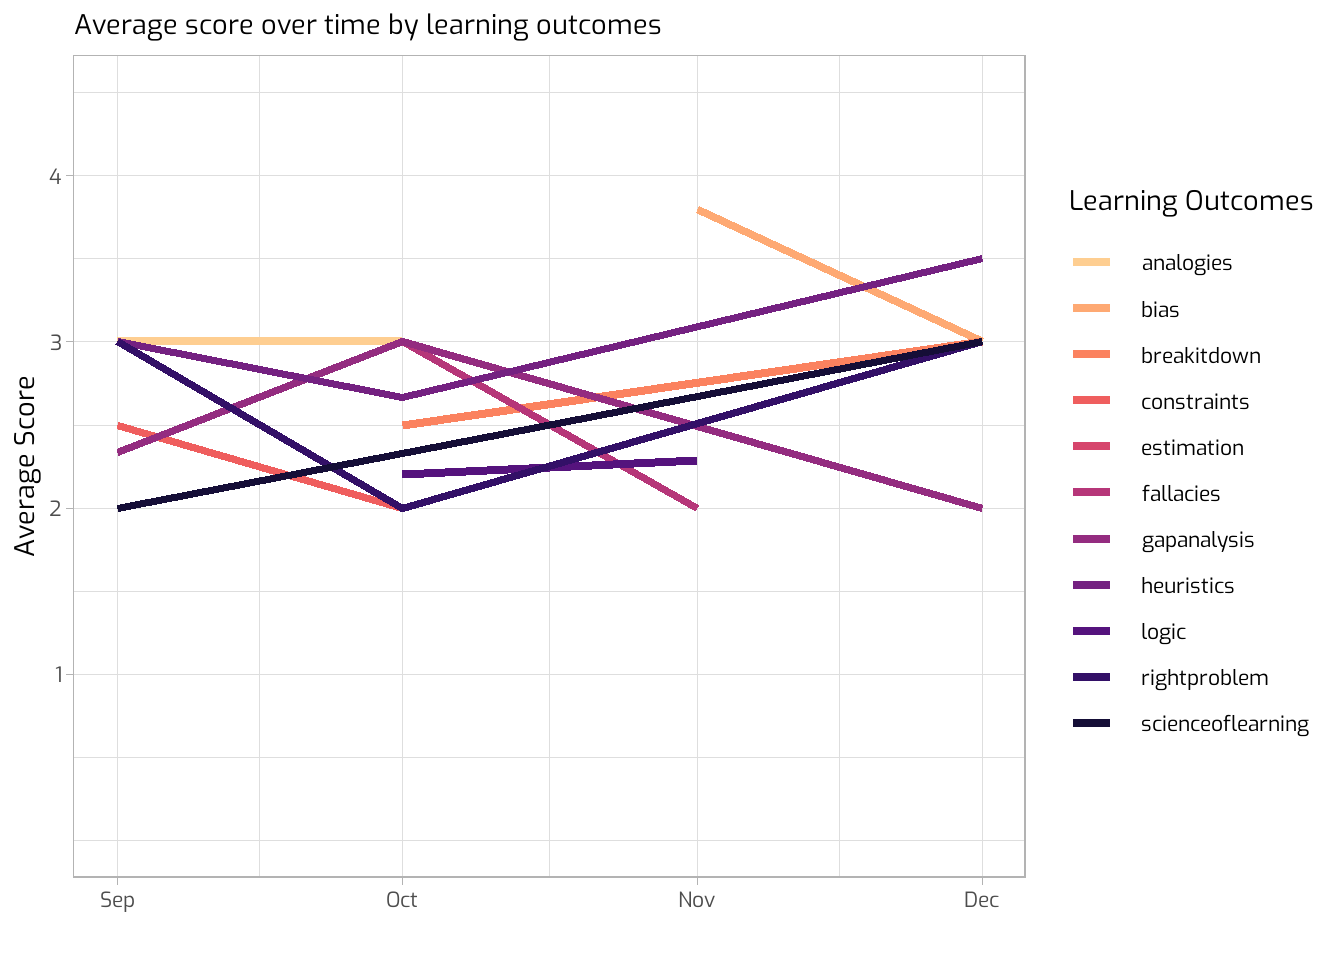 Average score over time by learning outcomes
Average Score
4
3
2
1
Sep
Oct
Nov
Dec
Learning Outcomes
analogies
bias
breakitdown
constraints
estimation
fallacies
gapanalysis
heuristics
logic
rightproblem
scienceoflearning